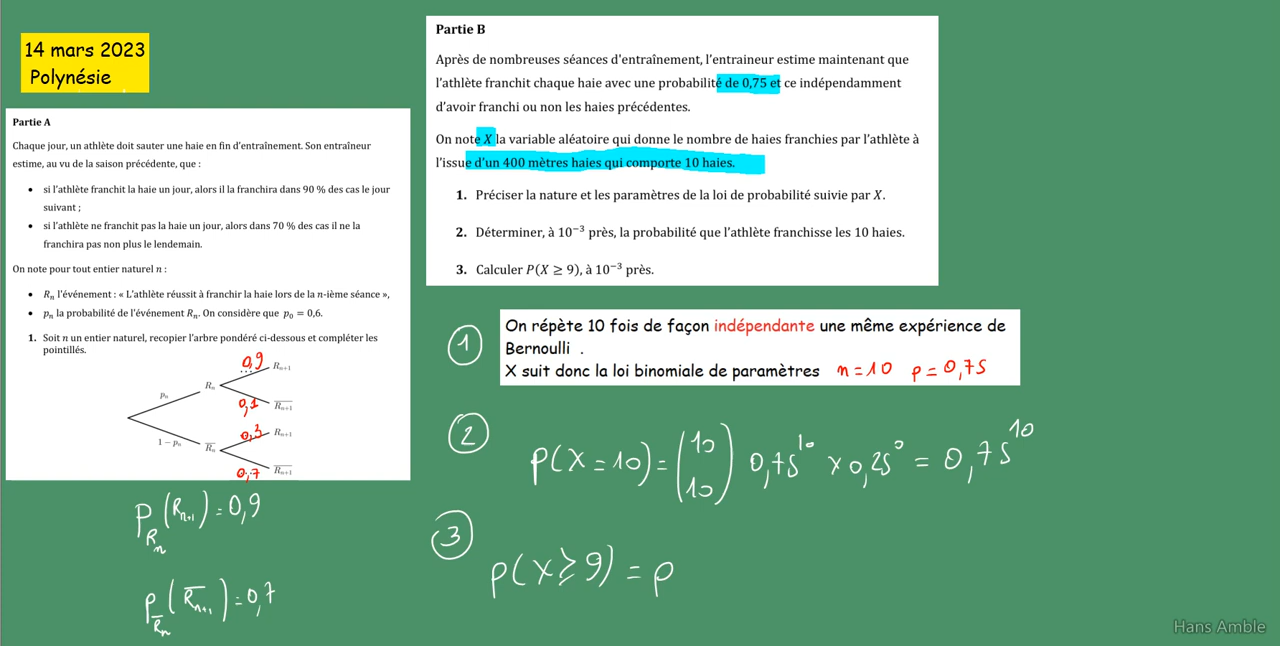 14 mars 2023
Polynésie
Partie A
Chaque jour, un athlète doit sauter une haie en fin d'entraînement. Son entraîneur
estime, au vu de la saison précédente, que :
• si l'athlète franchit la haie un jour, alors il la franchira dans 90 % des cas le jour
suivant ;
• si l'athlète ne franchit pas la haie un jour, alors dans 70 % des cas il ne la
franchira pas non plus le lendemain.
On note pour tout entier naturel n :
• Rₙ l'événement : « L'athlète réussit à franchir la haie lors de la n-ième séance »,
• pₙ la probabilité de l'événement Rₙ. On considère que p₀ = 0,6.
1. Soit n un entier naturel, recopier l'arbre pondéré ci-dessous et compléter les
pointillés.
0,9
...
Rₙ₊₁
pₙ
Rₙ
0,1
R̅ₙ₊₁
1 − pₙ
R̅ₙ
0,3
Rₙ₊₁
0,7
R̅ₙ₊₁
P_Rₙ(Rₙ₊₁) = 0,9
P_R̅ₙ(R̅ₙ₊₁) = 0,7
Partie B
Après de nombreuses séances d'entraînement, l'entraineur estime maintenant que
l'athlète franchit chaque haie avec une probabilité de 0,75 et ce indépendamment
d'avoir franchi ou non les haies précédentes.
On note X la variable aléatoire qui donne le nombre de haies franchies par l'athlète à
l'issue d'un 400 mètres haies qui comporte 10 haies.
1. Préciser la nature et les paramètres de la loi de probabilité suivie par X.
2. Déterminer, à 10⁻³ près, la probabilité que l'athlète franchisse les 10 haies.
3. Calculer P(X ≥ 9), à 10⁻³ près.
1
On répète 10 fois de façon indépendante une même expérience de
Bernoulli .
X suit donc la loi binomiale de paramètres n=10 p=0,75
2
p(X=10) = (10 10) 0,75¹⁰ × 0,25⁰ = 0,75¹⁰
3
p(X ≥ 9) = p
Hans Amble